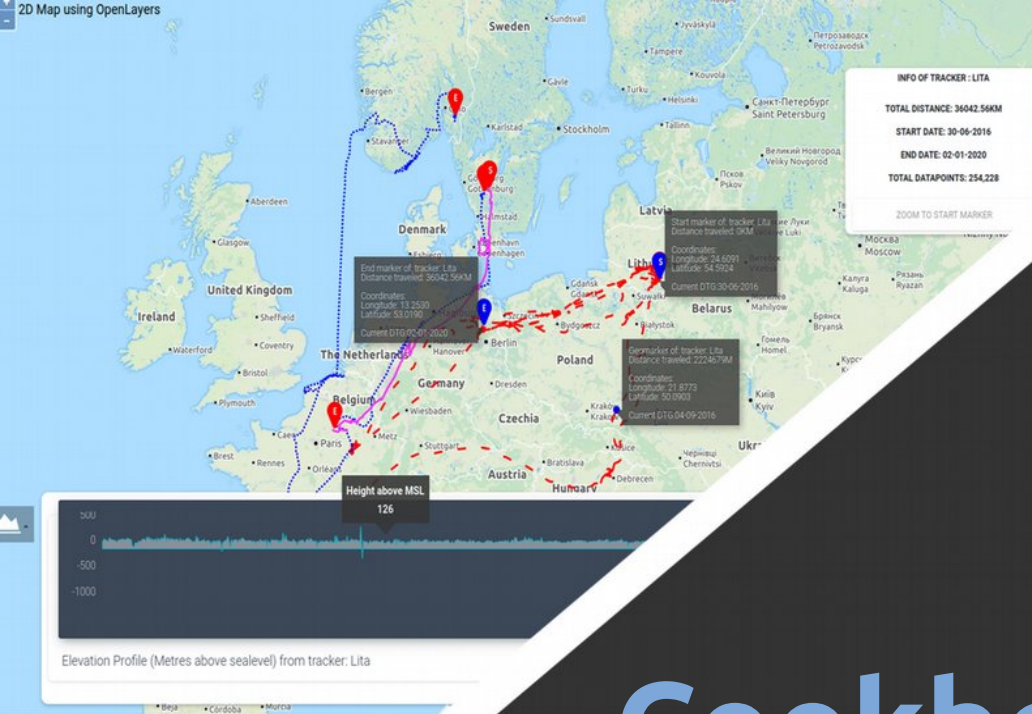 2D Map using OpenLayers
Sweden
Sundsvall
Jyväskylä
Tampere
Петрозаводск
Petrozavodsk
Gävle
Turku
Kouvola
Helsinki
Bergen
Karlstad
Stockholm
Tallinn
Санкт-Петербург
Saint Petersburg
Stavanger
Великий Новгород
Veliky Novgorod
Псков
Pskov
INFO OF TRACKER : LITA
TOTAL DISTANCE: 36042.56KM
START DATE: 30-06-2016
END DATE: 02-01-2020
TOTAL DATAPOINTS: 254,228
ZOOM TO START MARKER
Aberdeen
Glasgow
Denmark
Latvia
Start marker of: tracker, Lita
Distance traveled: 0KM
Coordinates:
Longitude: 24.6091
Latitude: 54.5924
Current DTG:30-06-2016
Москва
Moscow
Калуга
Kaluga
Рязань
Ryazan
End marker of: tracker: Lita
Distance traveled: 36042.56KM
Coordinates:
Longitude: 13.2530
Latitude: 53.0190
Current DTG:02-01-2020
E
S
United Kingdom
Ireland
Sheffield
Coventry
Waterford
Bristol
Plymouth
Gdańsk
Suwałki
Białystok
Bydgoszcz
Belarus
Mahilyow
Брянск
Bryansk
Гомель
Homel
The Netherlands
Hanover
Berlin
Poland
Geomarker of: tracker: Lita
Distance traveled: 2224679M
Coordinates:
Longitude: 21.8773
Latitude: 50.0903
Current DTG:04-09-2016
Germany
Dresden
Belgium
Wiesbaden
Czechia
Київ
Kyiv
Paris
Metz
Stuttgart
Brest
Rennes
Orléans
Austria
Bratislava
Košice
Чернівці
Chernivtsi
Hungary
Debrecen
Height above MSL
126
500
0
-500
-1000
Elevation Profile (Metres above sealevel) from tracker: Lita
Beja
Córdoba
Murcia